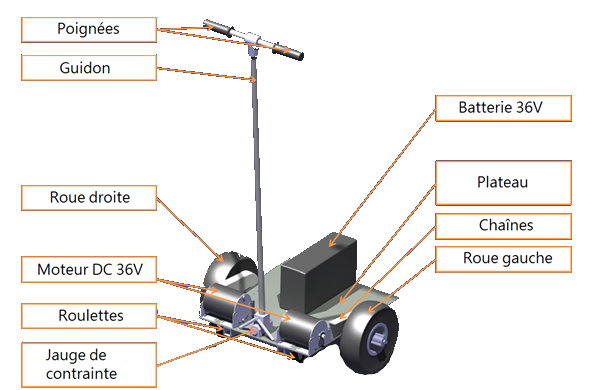 Poignées
Guidon
Batterie 36V
Plateau
Roue droite
Chaînes
Roue gauche
Moteur DC 36V
Roulettes
Jauge de
contrainte